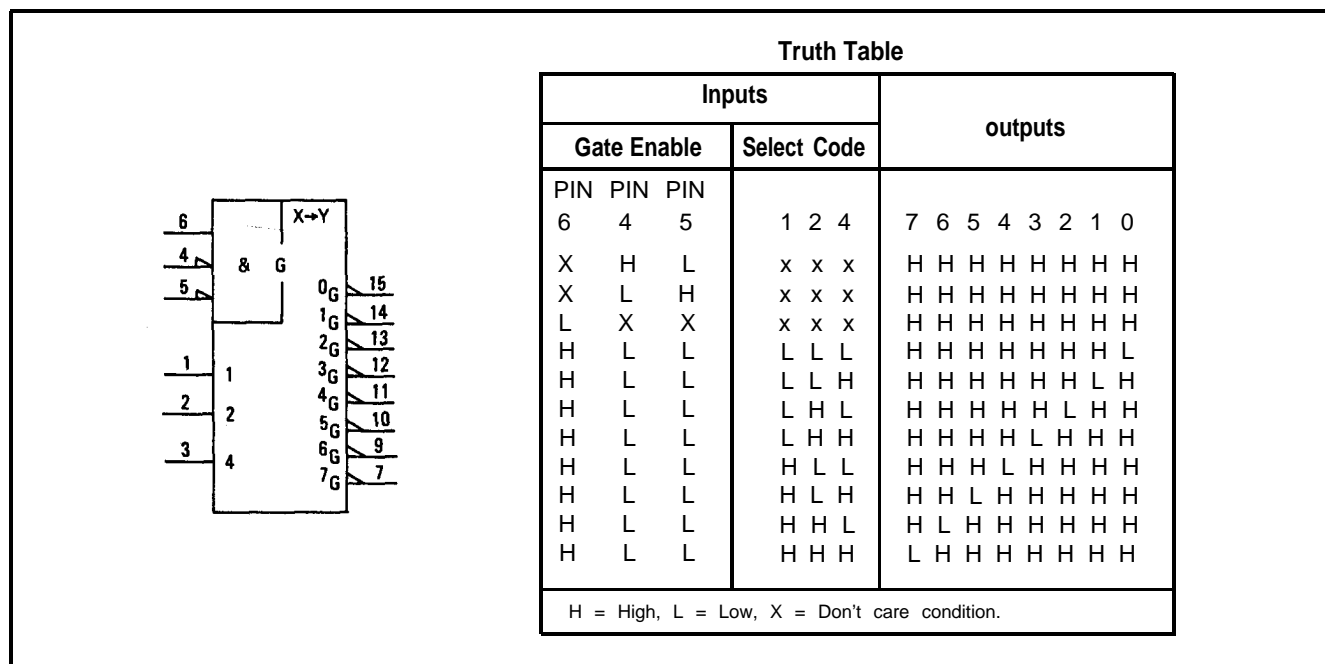 X→Y
6
4
5
& G
0G 15
1G 14
2G 13
3G 12
4G 11
5G 10
6G 9
7G 7
1 1
2 2
3 4
Truth Table
Inputs
outputs
Gate Enable Select Code
PIN PIN PIN
6 4 5 1 2 4 7 6 5 4 3 2 1 0
X H L x x x H H H H H H H H
X L H x x x H H H H H H H H
L X X x x x H H H H H H H H
H L L L L L H H H H H H H L
H L L L L H H H H H H H L H
H L L L H L H H H H H L H H
H L L L H H H H H H L H H H
H L L H L L H H H L H H H H
H L L H L H H H L H H H H H
H L L H H L H L H H H H H H
H L L H H H L H H H H H H H
H = High, L = Low, X = Don't care condition.